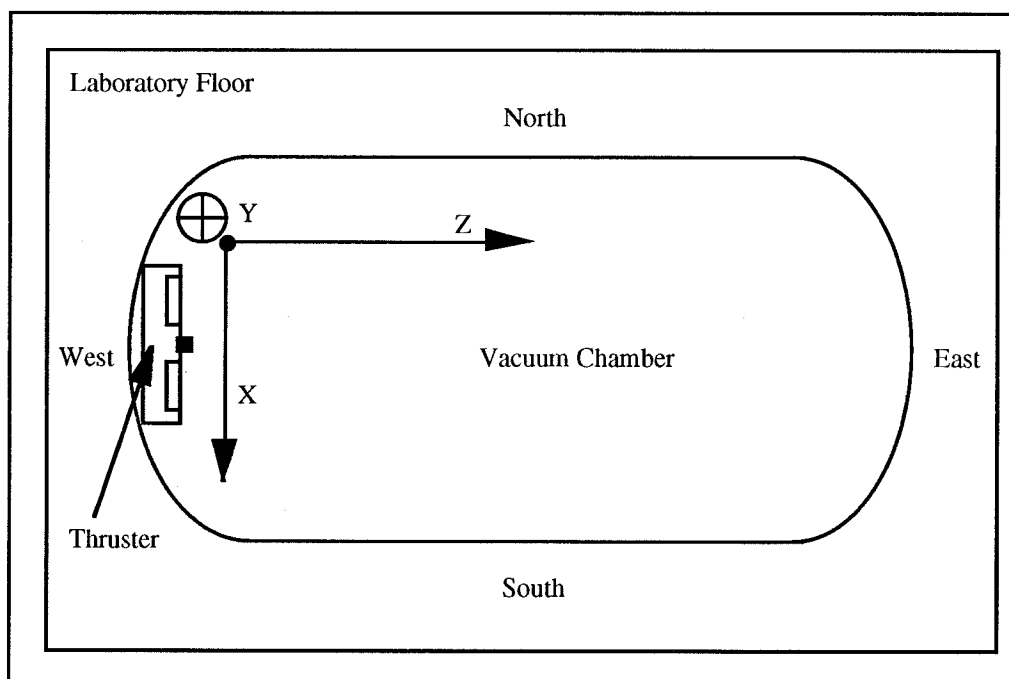 Laboratory Floor
North
Y
Z
West
Vacuum Chamber
East
X
Thruster
South